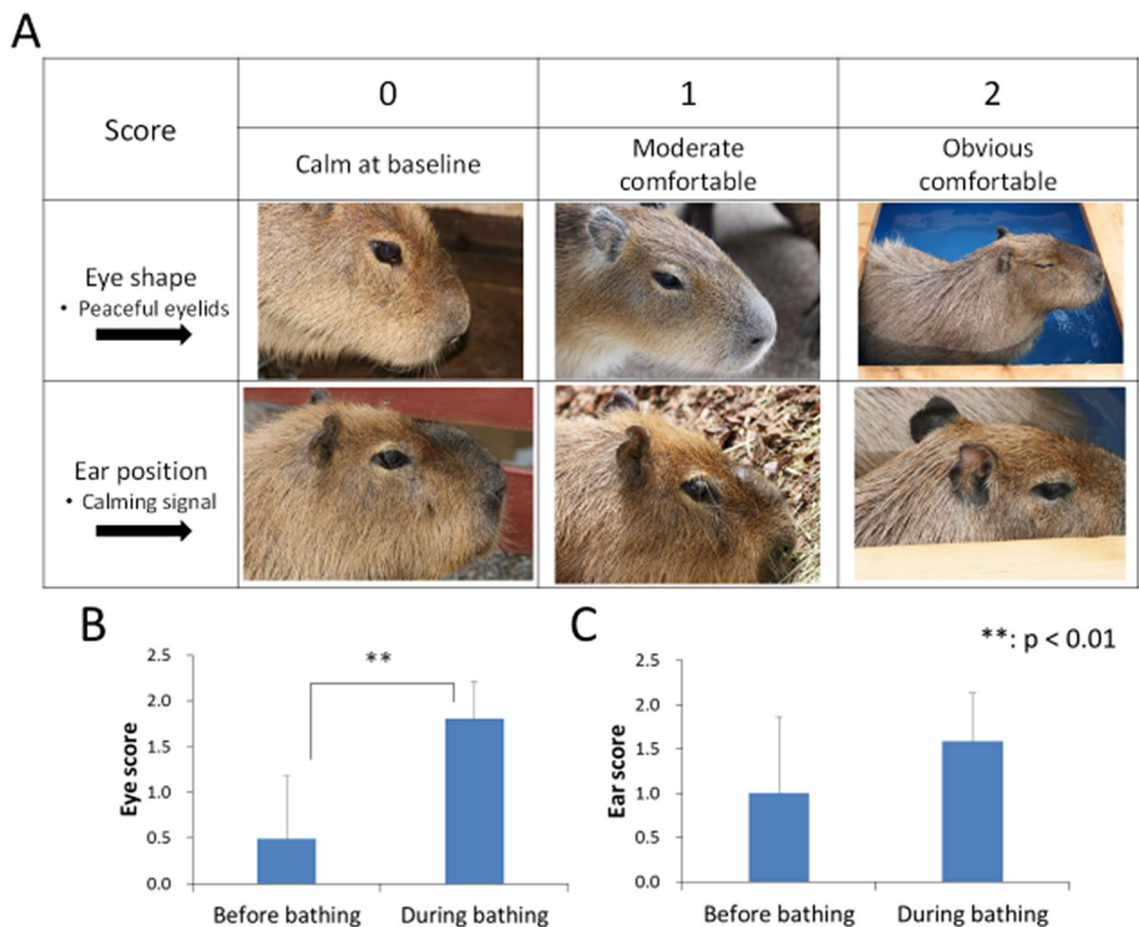 A
Score
0
1
2
Calm at baseline
Moderate
comfortable
Obvious
comfortable
Eye shape
• Peaceful eyelids
Ear position
• Calming signal
B
**
2.5
2.0
1.5
1.0
0.5
0.0
Eye score
Before bathing
During bathing
C
**: p < 0.01
2.5
2.0
1.5
1.0
0.5
0.0
Ear score
Before bathing
During bathing